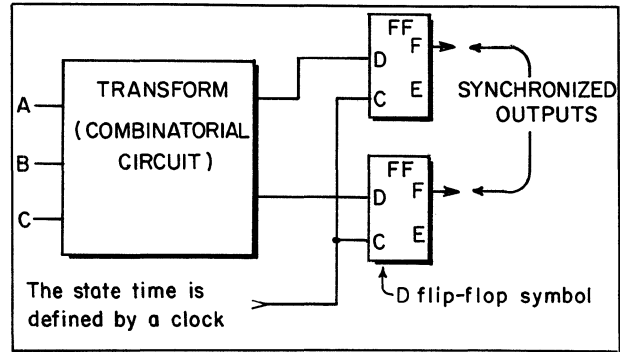 TRANSFORM
(COMBINATORIAL
CIRCUIT)
A
B
C
FF
F
D
C
E
SYNCHRONIZED
OUTPUTS
FF
F
D
C
E
The state time is
defined by a clock
D flip-flop symbol